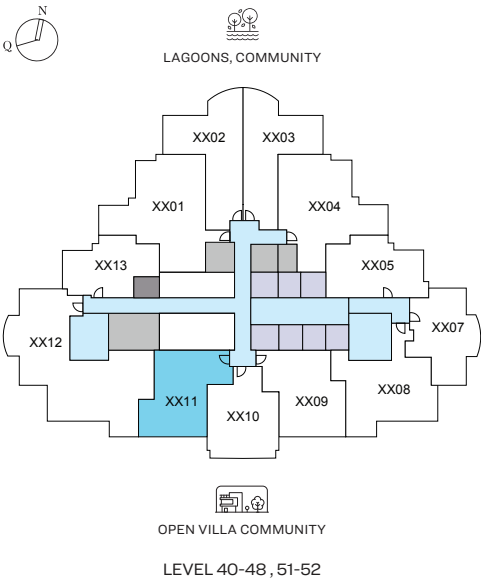 N
Q
LAGOONS, COMMUNITY
XX02
XX03
XX01
XX04
XX13
XX05
XX12
XX07
XX11
XX10
XX09
XX08
OPEN VILLA COMMUNITY
LEVEL 40-48 , 51-52